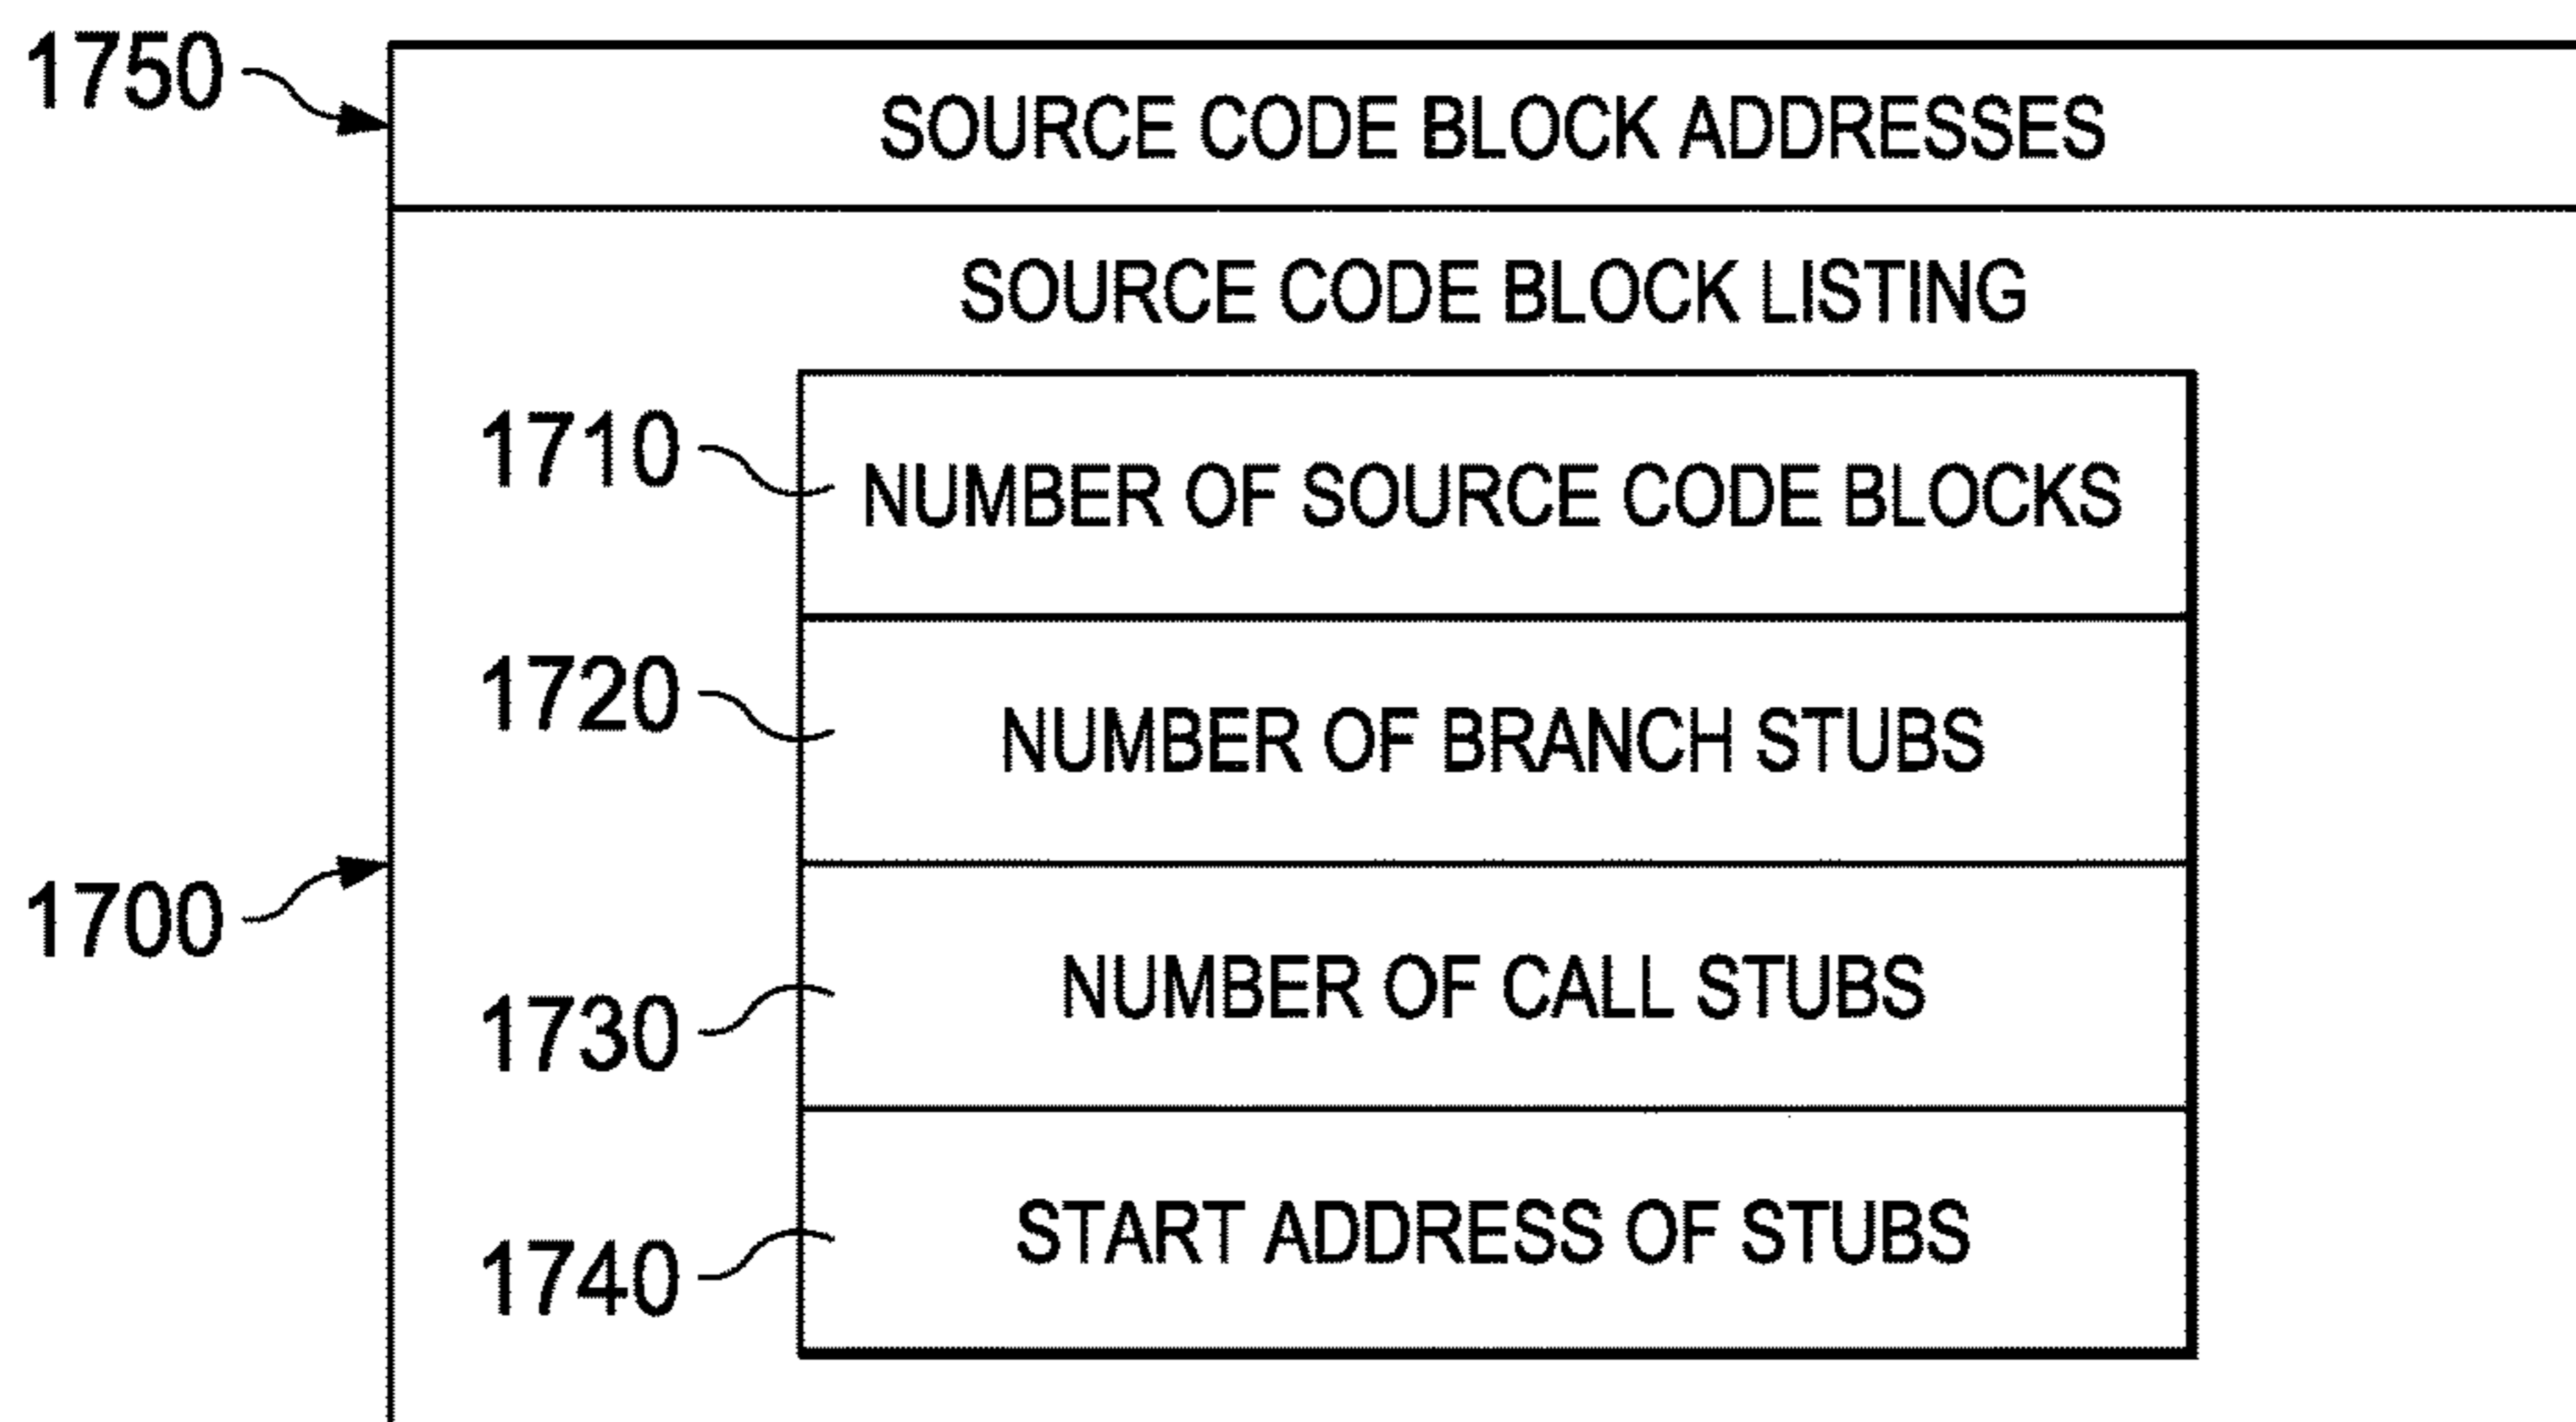 1750
SOURCE CODE BLOCK ADDRESSES
SOURCE CODE BLOCK LISTING
1710
NUMBER OF SOURCE CODE BLOCKS
1720
NUMBER OF BRANCH STUBS
1700
1730
NUMBER OF CALL STUBS
1740
START ADDRESS OF STUBS